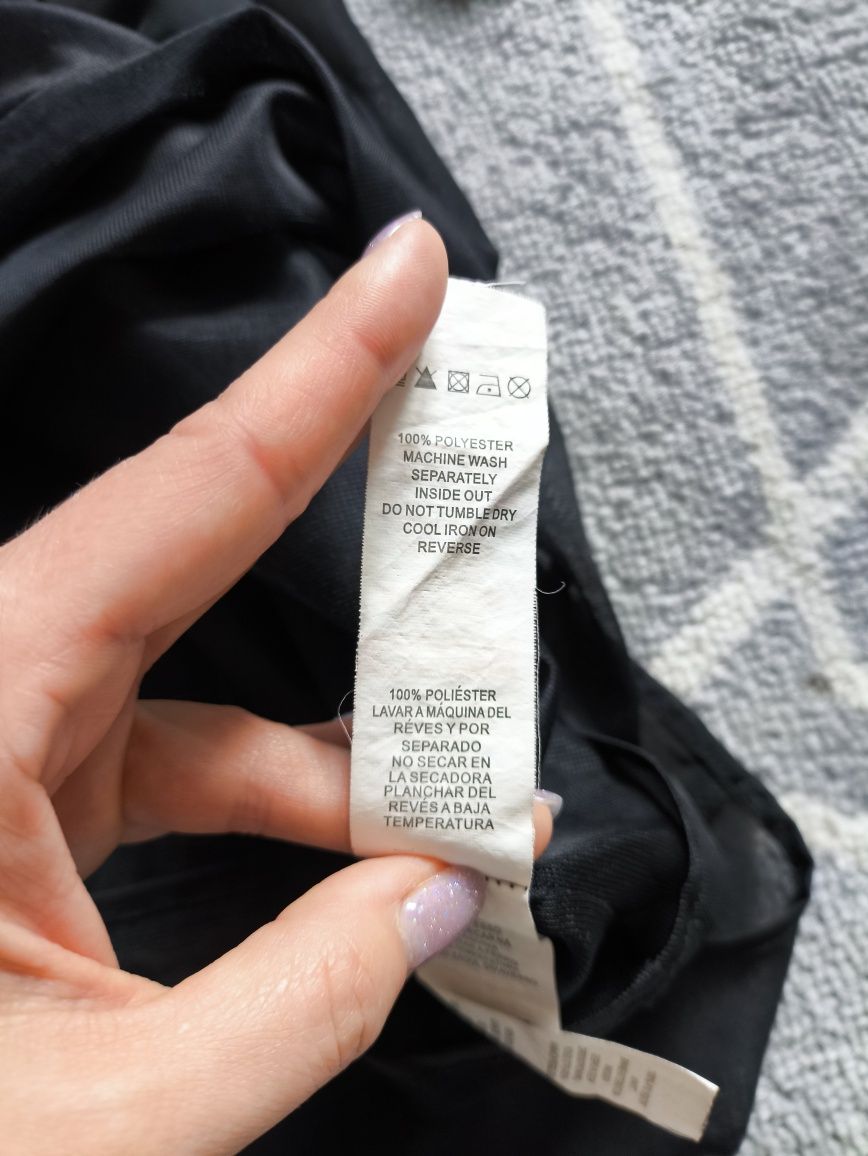 100% POLYESTER
MACHINE WASH
SEPARATELY
INSIDE OUT
DO NOT TUMBLE DRY
COOL IRON ON
REVERSE
100% POLIÉSTER
LAVAR A MÁQUINA DEL
RÉVES Y POR
SEPARADO
NO SECAR EN
LA SECADORA
PLANCHAR DEL
REVÉS A BAJA
TEMPERATURA